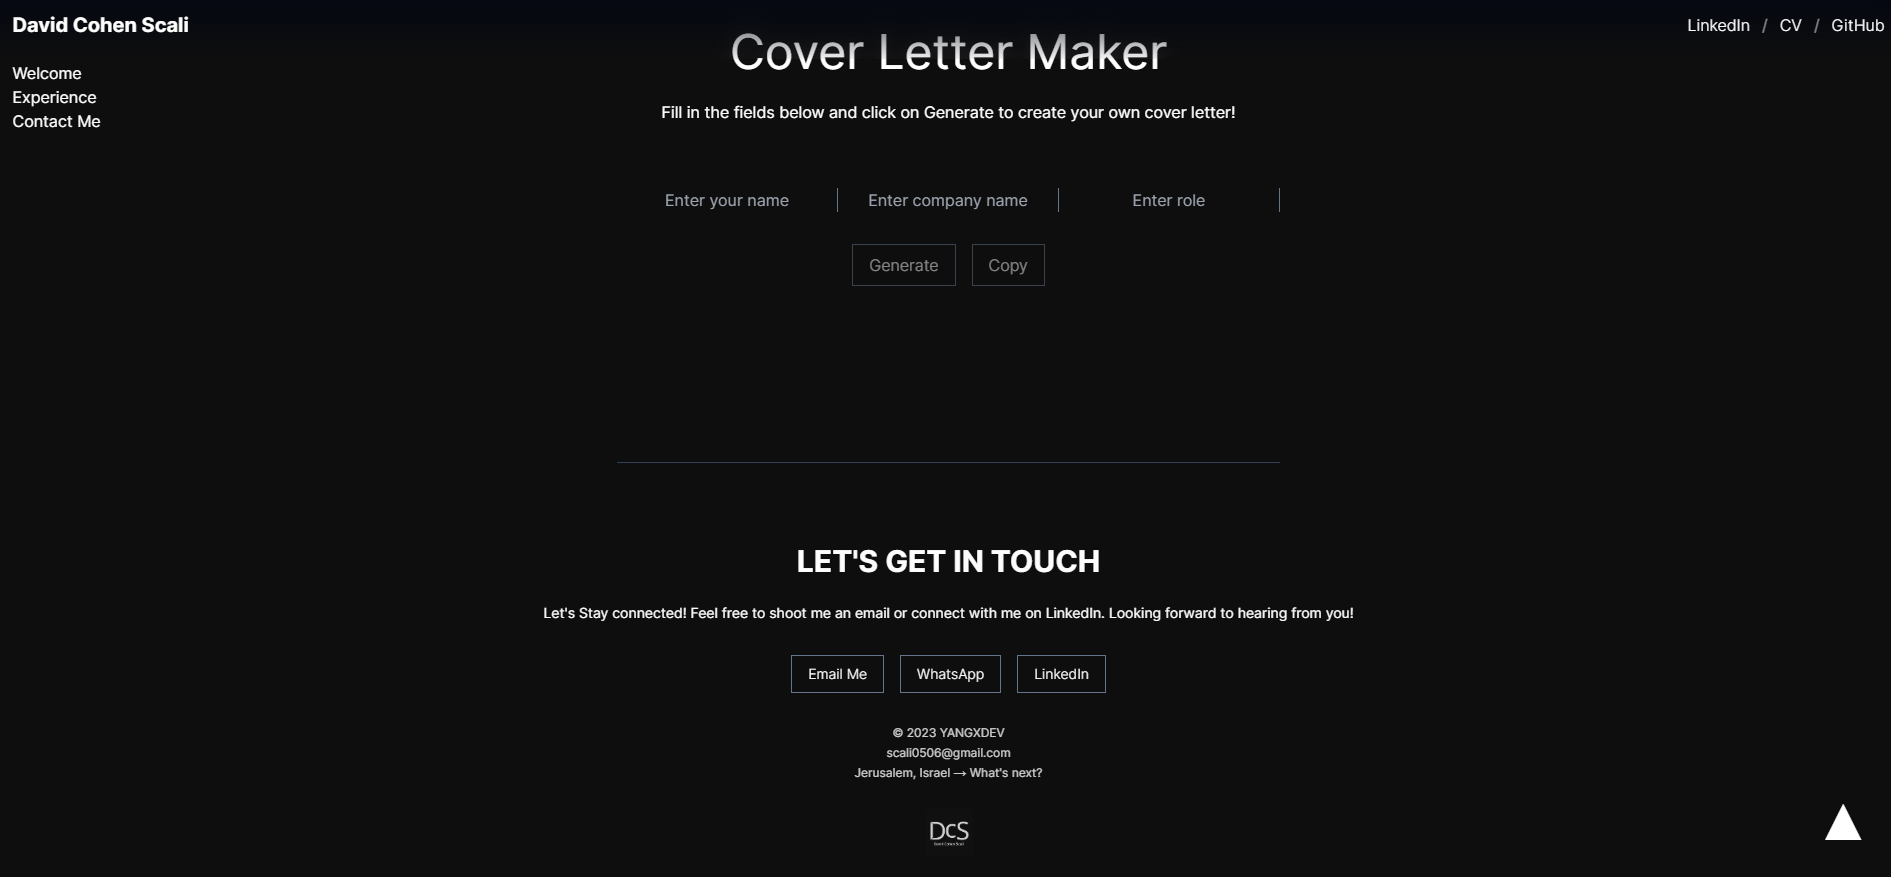 David Cohen Scali
LinkedIn / CV / GitHub
Welcome
Experience
Contact Me
Cover Letter Maker
Fill in the fields below and click on Generate to create your own cover letter!
Enter your name
Enter company name
Enter role
Generate
Copy
LET'S GET IN TOUCH
Let's Stay connected! Feel free to shoot me an email or connect with me on LinkedIn. Looking forward to hearing from you!
Email Me
WhatsApp
LinkedIn
© 2023 YANGXDEV
scali0506@gmail.com
Jerusalem, Israel → What's next?
DcS
David Cohen Scali